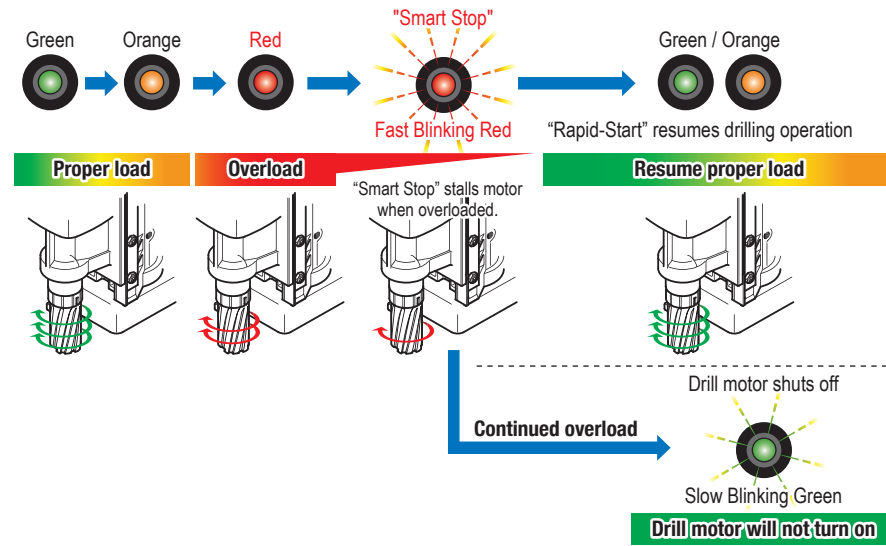 "Smart Stop"
Green
Orange
Red
Green / Orange
Fast Blinking Red
“Rapid-Start” resumes drilling operation
Proper load
Overload
Resume proper load
“Smart Stop” stalls motor
when overloaded.
Drill motor shuts off
Continued overload
Slow Blinking Green
Drill motor will not turn on